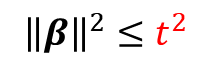 ‖𝜷‖² ≤ t²